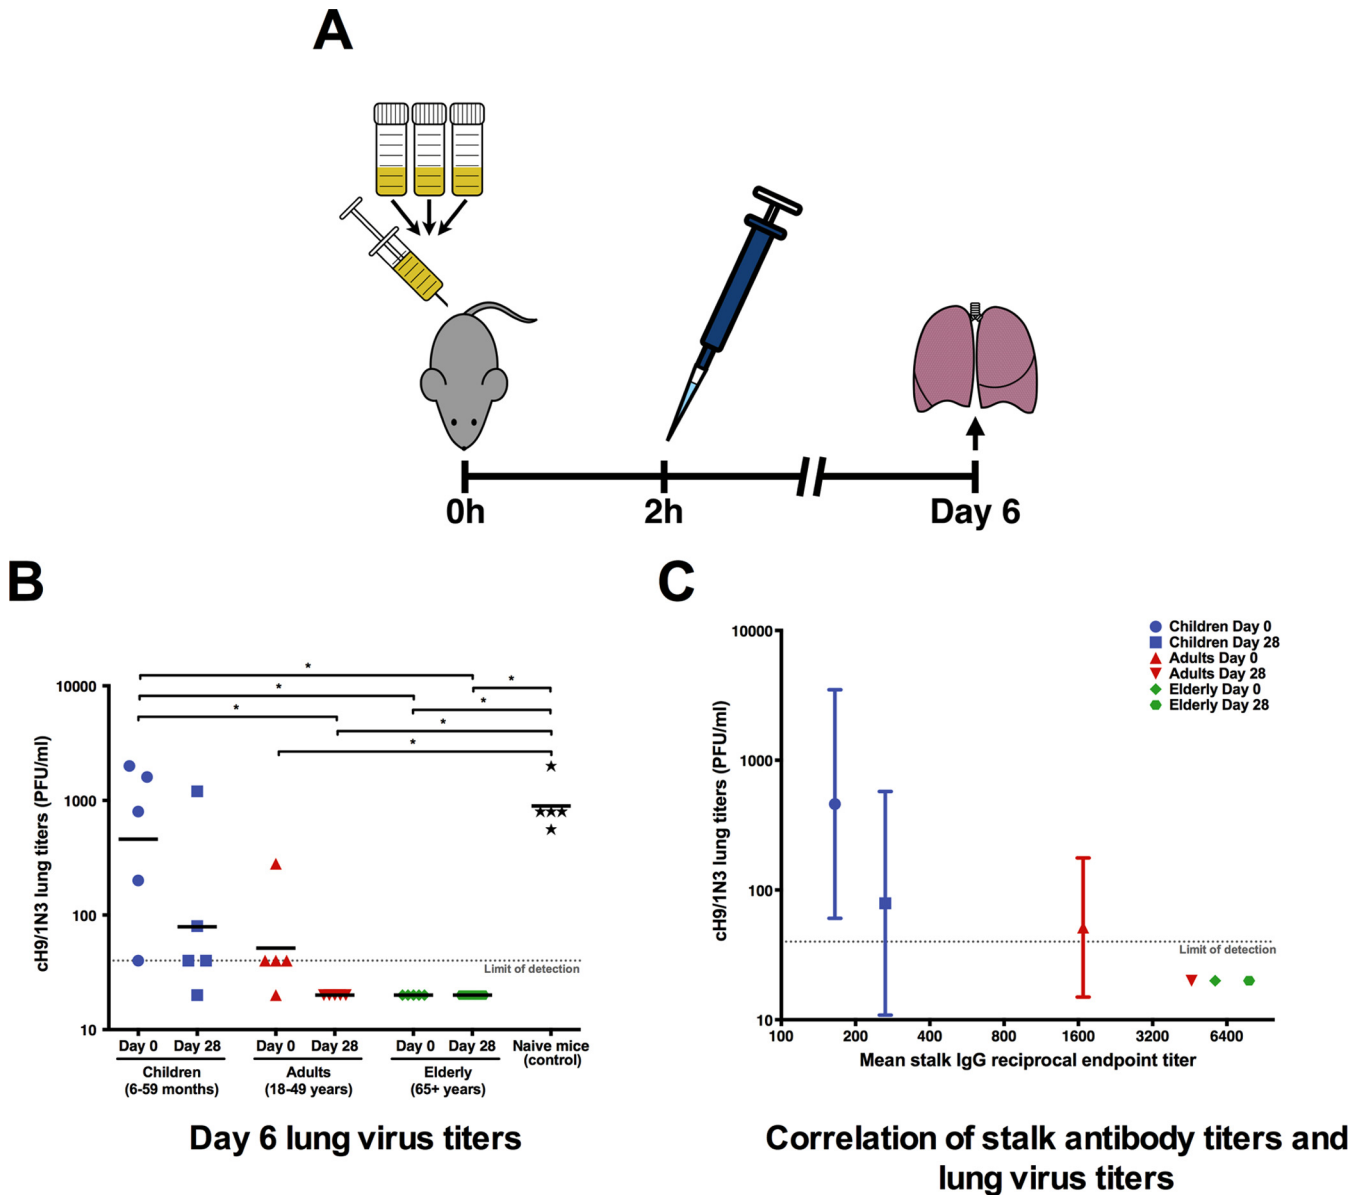 A
0h
2h
Day 6
B
cH9/1N3 lung titers (PFU/ml)
10000
1000
100
10
*
*
*
*
*
*
*
Limit of detection
Day 0
Day 28
Day 0
Day 28
Day 0
Day 28
Naive mice
(control)
Children
(6-59 months)
Adults
(18-49 years)
Elderly
(65+ years)
Day 6 lung virus titers
C
cH9/1N3 lung titers (PFU/ml)
10000
1000
100
10
Children Day 0
Children Day 28
Adults Day 0
Adults Day 28
Elderly Day 0
Elderly Day 28
Limit of detection
100
200
400
800
1600
3200
6400
Mean stalk IgG reciprocal endpoint titer
Correlation of stalk antibody titers and
lung virus titers